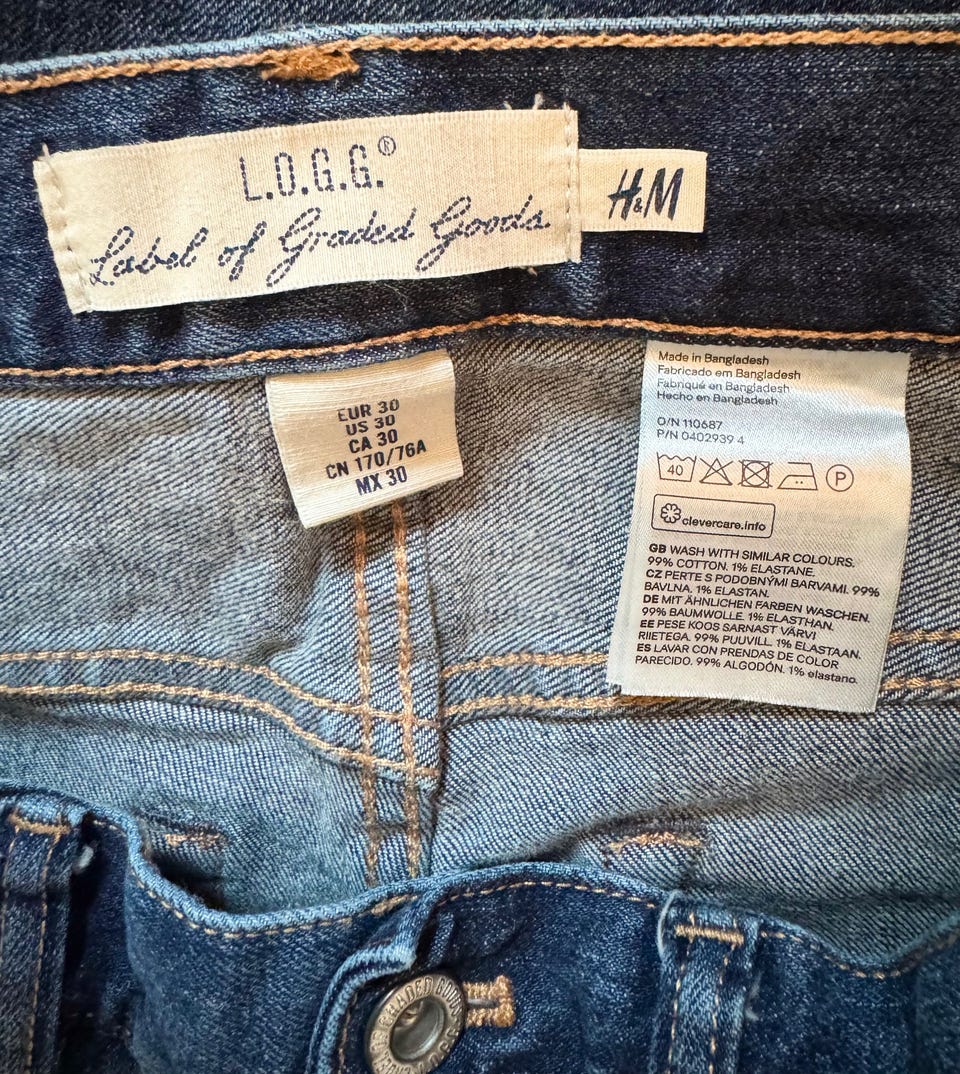 L.O.G.G.®
Label of Graded Goods
H&M
EUR 30
US 30
CA 30
CN 170/76A
MX 30
Made in Bangladesh
Fabricado em Bangladesh
Fabriqué en Bangladesh
Hecho en Bangladesh
O/N 110687
P/N 0402939 4
40
P
clevercare.info
GB WASH WITH SIMILAR COLOURS.
99% COTTON. 1% ELASTANE.
CZ PERTE S PODOBNÝMI BARVAMI. 99%
BAVLNA. 1% ELASTAN.
DE MIT ÄHNLICHEN FARBEN WASCHEN.
99% BAUMWOLLE. 1% ELASTHAN.
EE PESE KOOS SARNAST VÄRVI
RIIETEGA. 99% PUUVILL. 1% ELASTAAN.
ES LAVAR CON PRENDAS DE COLOR
PARECIDO. 99% ALGODÓN. 1% elastano.